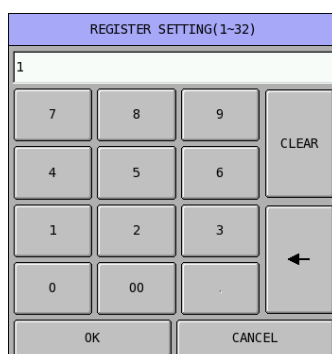 REGISTER SETTING(1~32)
1
7 8 9
CLEAR
4 5 6
1 2 3
0 00 .
OK CANCEL